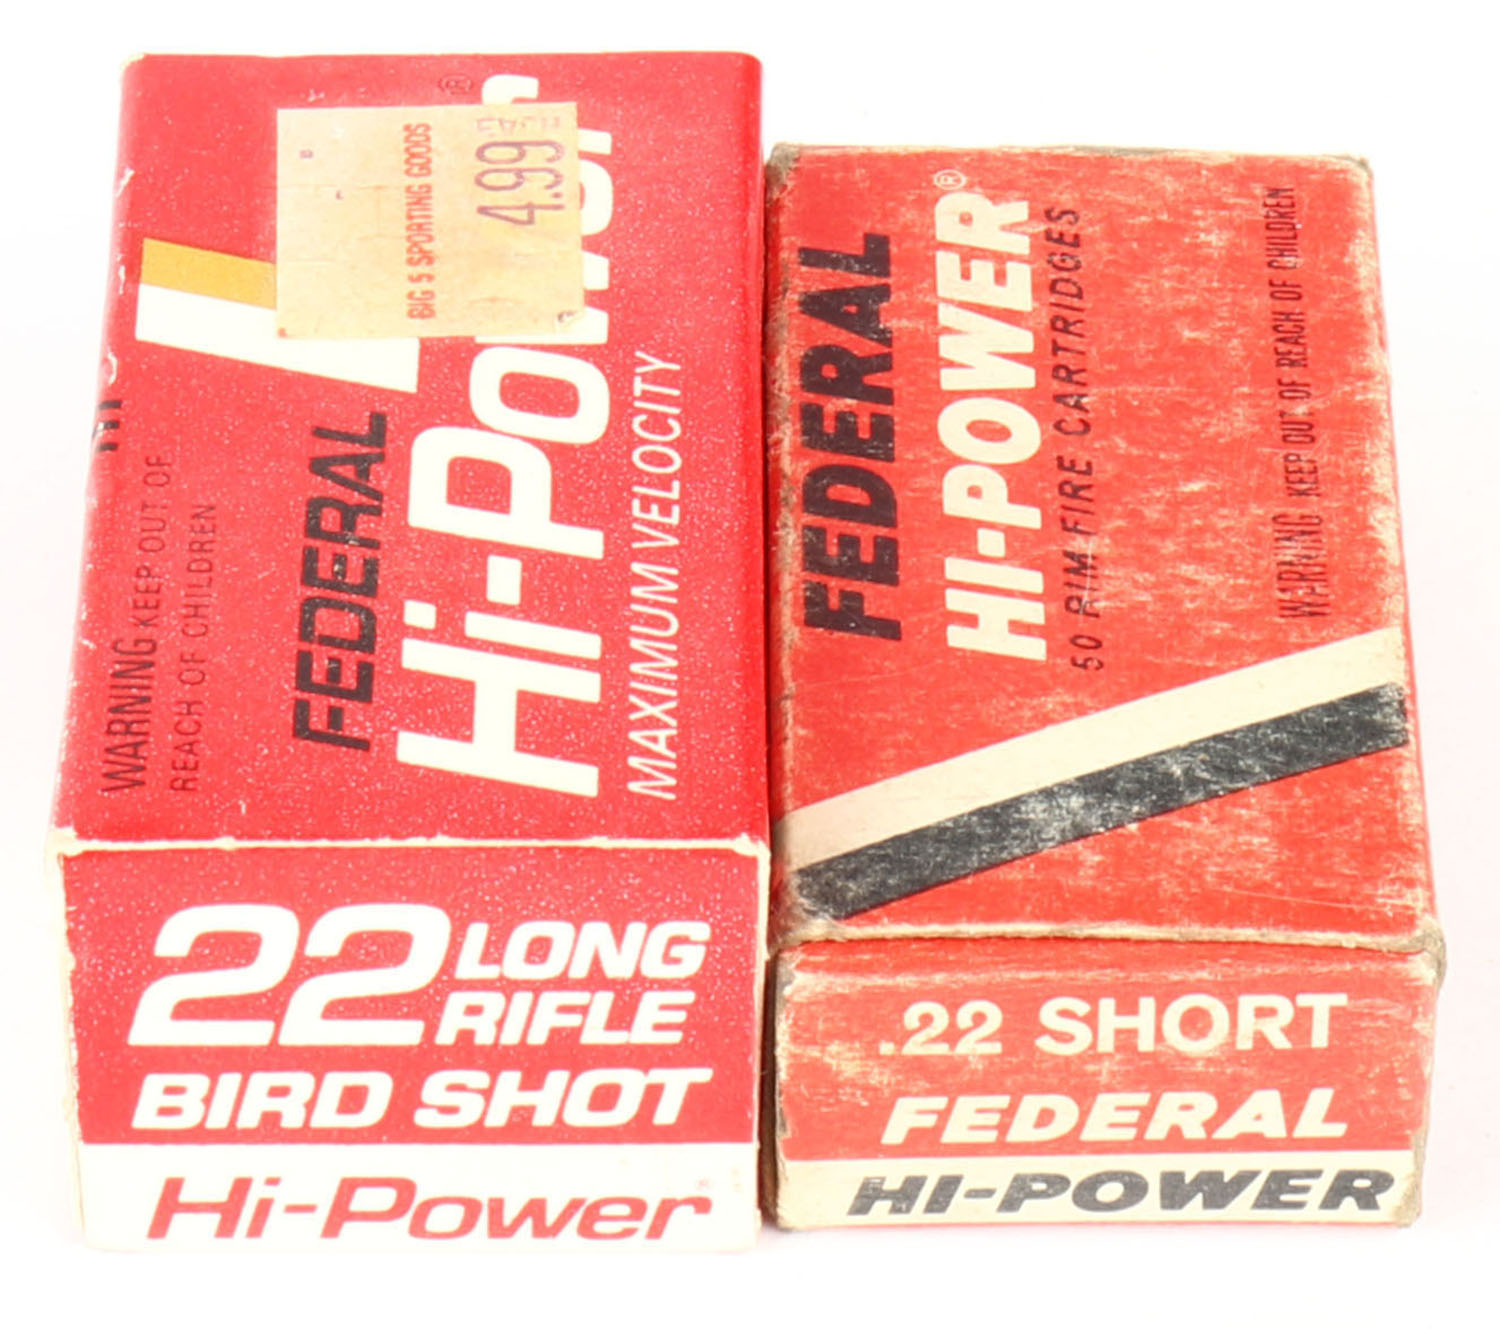 BIG 5 SPORTING GOODS
4.99
WARNING KEEP OUT OF
REACH OF CHILDREN
FEDERAL
Hi-Power®
MAXIMUM VELOCITY
22 LONG
RIFLE
BIRD SHOT
Hi-Power
FEDERAL
HI-POWER®
50 RIM FIRE CARTRIDGES
WARNING KEEP OUT OF REACH OF CHILDREN
.22 SHORT
FEDERAL
HI-POWER